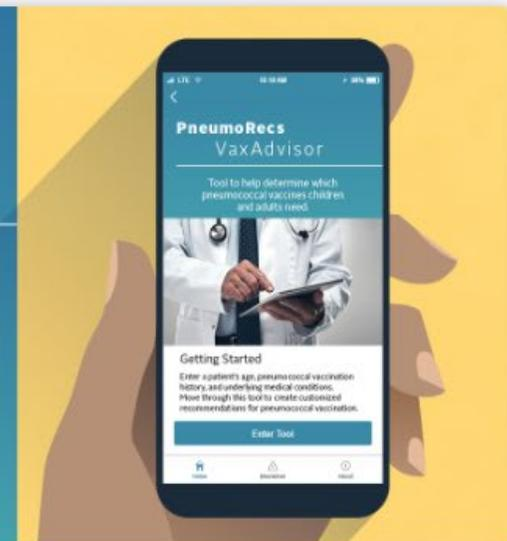 LTE
PneumoRecs
VaxAdvisor
Tool to help determine which
pneumococcal vaccines children
and adults need.
Getting Started
Enter a patient's age, pneumococcal vaccination
history, and underlying medical conditions.
Move through this tool to create customized
recommendations for pneumococcal vaccination.
Enter Tool
Home
About